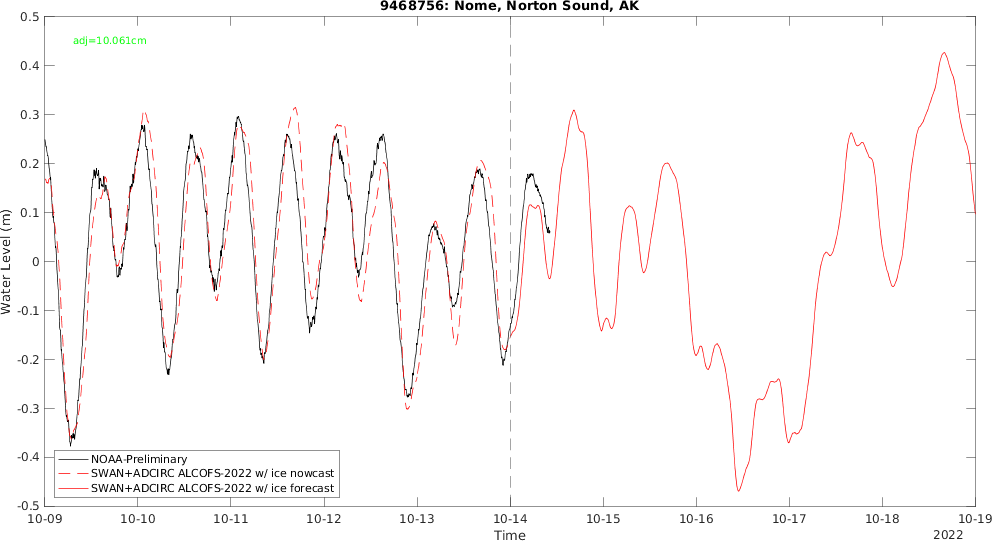 9468756: Nome, Norton Sound, AK
adj=10.061cm
Water Level (m)
0.5
0.4
0.3
0.2
0.1
0
-0.1
-0.2
-0.3
-0.4
-0.5
NOAA-Preliminary
SWAN+ADCIRC ALCOFS-2022 w/ ice nowcast
SWAN+ADCIRC ALCOFS-2022 w/ ice forecast
10-09 10-10 10-11 10-12 10-13 10-14 10-15 10-16 10-17 10-18 10-19
Time
2022